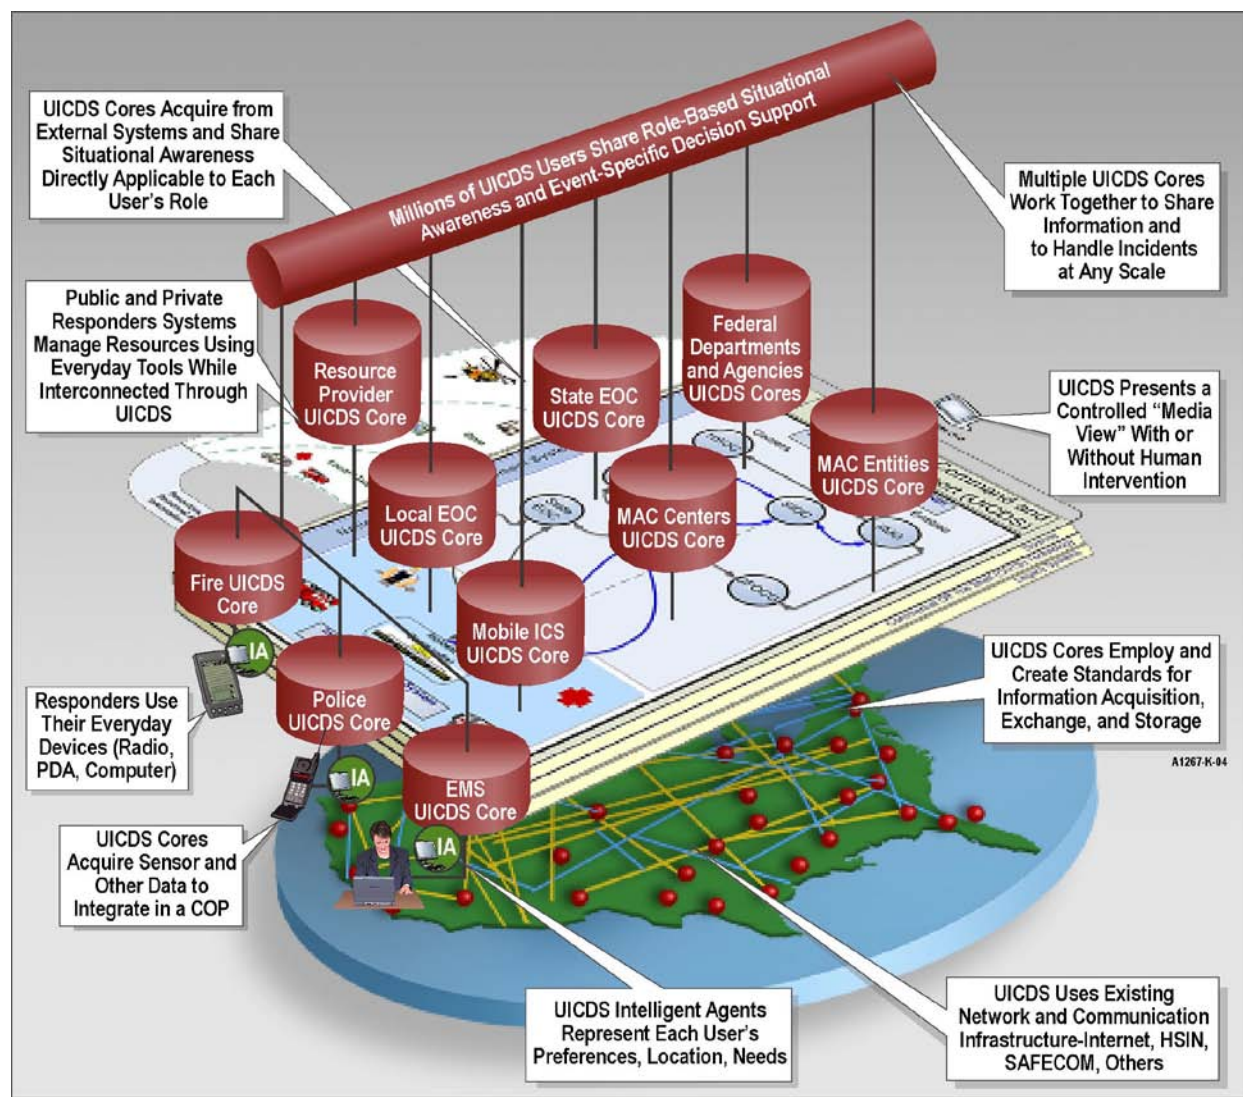 Millions of UICDS Users Share Role-Based Situational
Awareness and Event-Specific Decision Support
UICDS Cores Acquire from
External Systems and Share
Situational Awareness
Directly Applicable to Each
User's Role
Multiple UICDS Cores
Work Together to Share
Information and
to Handle Incidents
at Any Scale
Public and Private
Responders Systems
Manage Resources Using
Everyday Tools While
Interconnected Through
UICDS
Resource
Provider
UICDS Core
State EOC
UICDS Core
Federal
Departments
and Agencies
UICDS Cores
MAC Entities
UICDS Core
UICDS Presents a
Controlled “Media
View” With or
Without Human
Intervention
Local EOC
UICDS Core
MAC Centers
UICDS Core
Fire UICDS
Core
Mobile ICS
UICDS Core
IA
Police
UICDS Core
Responders Use
Their Everyday
Devices (Radio,
PDA, Computer)
UICDS Cores Employ and
Create Standards for
Information Acquisition,
Exchange, and Storage
A1267-K-04
IA
EMS
UICDS Core
IA
UICDS Cores
Acquire Sensor and
Other Data to
Integrate in a COP
UICDS Intelligent Agents
Represent Each User's
Preferences, Location, Needs
UICDS Uses Existing
Network and Communication
Infrastructure-Internet, HSIN,
SAFECOM, Others